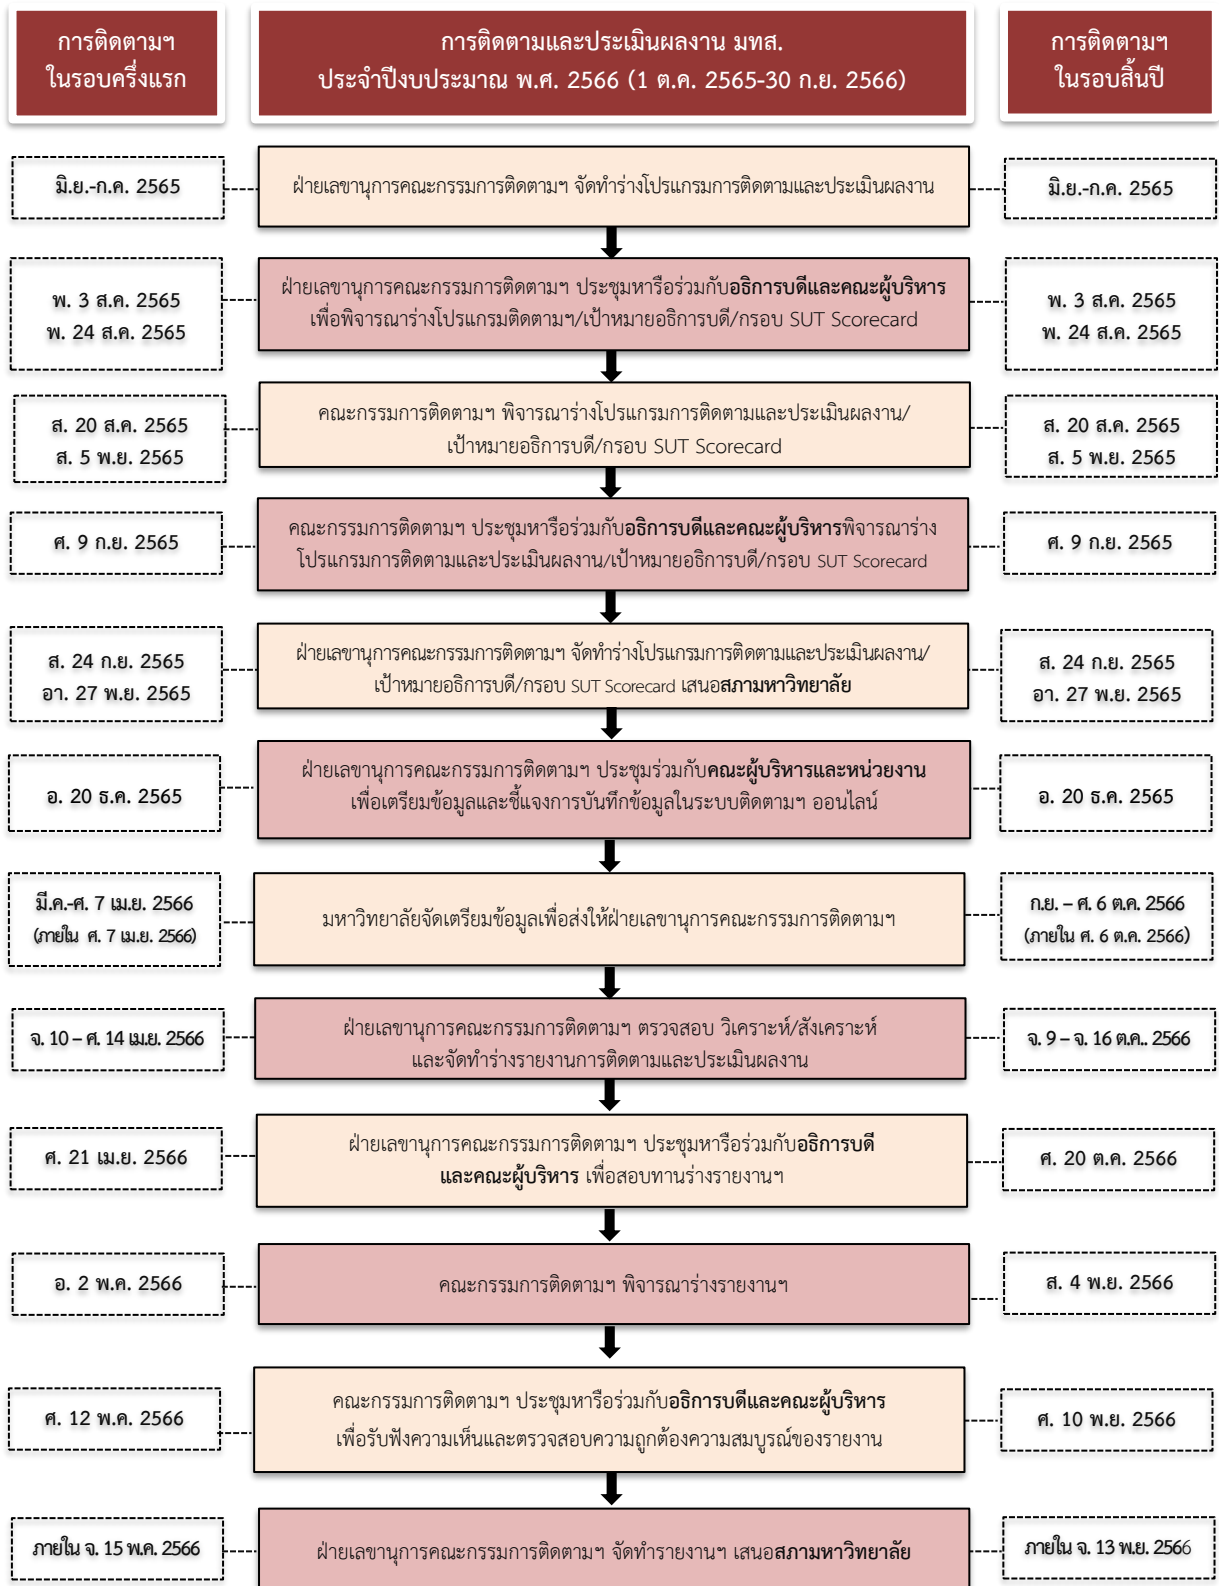 การติดตามฯ
ในรอบครึ่งแรก
การติดตามและประเมินผลงาน มทส.
ประจำปีงบประมาณ พ.ศ. 2566 (1 ต.ค. 2565-30 ก.ย. 2566)
การติดตามฯ
ในรอบสิ้นปี
มิ.ย.-ก.ค. 2565
ฝ่ายเลขานุการคณะกรรมการติดตามฯ จัดทำร่างโปรแกรมการติดตามและประเมินผลงาน
มิ.ย.-ก.ค. 2565
พ. 3 ส.ค. 2565
พ. 24 ส.ค. 2565
ฝ่ายเลขานุการคณะกรรมการติดตามฯ ประชุมหารือร่วมกับอธิการบดีและคณะผู้บริหาร
เพื่อพิจารณาร่างโปรแกรมติดตามฯ/เป้าหมายอธิการบดี/กรอบ SUT Scorecard
พ. 3 ส.ค. 2565
พ. 24 ส.ค. 2565
ส. 20 ส.ค. 2565
ส. 5 พ.ย. 2565
คณะกรรมการติดตามฯ พิจารณาร่างโปรแกรมการติดตามและประเมินผลงาน/
เป้าหมายอธิการบดี/กรอบ SUT Scorecard
ส. 20 ส.ค. 2565
ส. 5 พ.ย. 2565
ศ. 9 ก.ย. 2565
คณะกรรมการติดตามฯ ประชุมหารือร่วมกับอธิการบดีและคณะผู้บริหารพิจารณาร่าง
โปรแกรมการติดตามและประเมินผลงาน/เป้าหมายอธิการบดี/กรอบ SUT Scorecard
ศ. 9 ก.ย. 2565
ส. 24 ก.ย. 2565
อา. 27 พ.ย. 2565
ฝ่ายเลขานุการคณะกรรมการติดตามฯ จัดทำร่างโปรแกรมการติดตามและประเมินผลงาน/
เป้าหมายอธิการบดี/กรอบ SUT Scorecard เสนอสภามหาวิทยาลัย
ส. 24 ก.ย. 2565
อา. 27 พ.ย. 2565
อ. 20 ธ.ค. 2565
ฝ่ายเลขานุการคณะกรรมการติดตามฯ ประชุมร่วมกับคณะผู้บริหารและหน่วยงาน
เพื่อเตรียมข้อมูลและชี้แจงการบันทึกข้อมูลในระบบติดตามฯ ออนไลน์
อ. 20 ธ.ค. 2565
มี.ค.-ศ. 7 เม.ย. 2566
(ภายใน ศ. 7 เม.ย. 2566)
มหาวิทยาลัยจัดเตรียมข้อมูลเพื่อส่งให้ฝ่ายเลขานุการคณะกรรมการติดตามฯ
ก.ย. – ศ. 6 ต.ค. 2566
(ภายใน ศ. 6 ต.ค. 2566)
จ. 10 – ศ. 14 เม.ย. 2566
ฝ่ายเลขานุการคณะกรรมการติดตามฯ ตรวจสอบ วิเคราะห์/สังเคราะห์
และจัดทำร่างรายงานการติดตามและประเมินผลงาน
จ. 9 – จ. 16 ต.ค.. 2566
ศ. 21 เม.ย. 2566
ฝ่ายเลขานุการคณะกรรมการติดตามฯ ประชุมหารือร่วมกับอธิการบดี
และคณะผู้บริหาร เพื่อสอบทานร่างรายงานฯ
ศ. 20 ต.ค. 2566
อ. 2 พ.ค. 2566
คณะกรรมการติดตามฯ พิจารณาร่างรายงานฯ
ส. 4 พ.ย. 2566
ศ. 12 พ.ค. 2566
คณะกรรมการติดตามฯ ประชุมหารือร่วมกับอธิการบดีและคณะผู้บริหาร
เพื่อรับฟังความเห็นและตรวจสอบความถูกต้องความสมบูรณ์ของรายงาน
ศ. 10 พ.ย. 2566
ภายใน จ. 15 พ.ค. 2566
ฝ่ายเลขานุการคณะกรรมการติดตามฯ จัดทำรายงานฯ เสนอสภามหาวิทยาลัย
ภายใน จ. 13 พ.ย. 2566